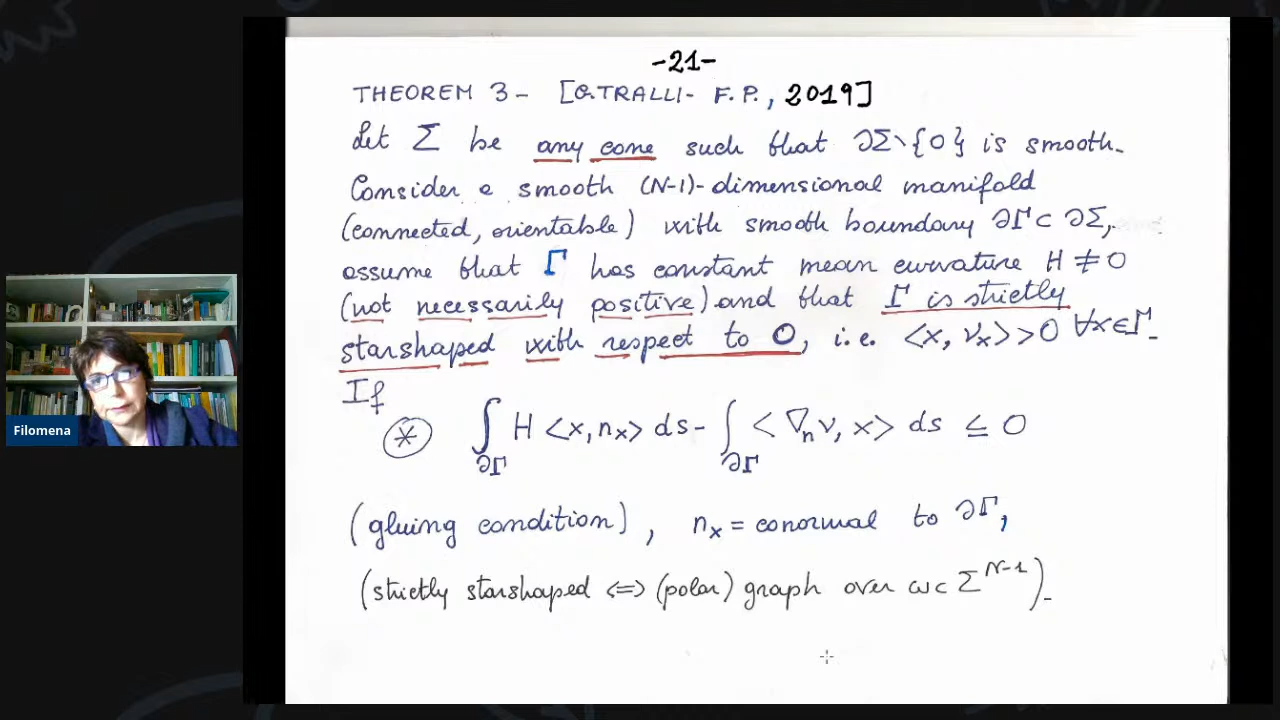 -21-
THEOREM 3- [G.TRALLI- F.P., 2019]
Let Σ be any cone such that ∂Σ\{O} is smooth.
Consider a smooth (N-1)-dimensional manifold
(connected, orientable) with smooth boundary ∂Γ⊂∂Σ,
assume that Γ has constant mean curvature H≠0
(not necessarily positive) and that Γ is strictly
starshaped with respect to O, i.e. <x, νx> >0 ∀x∈Γ.
If
* ∫∂Γ H <x, nx> ds - ∫∂Γ <∇nν, x> ds ≤ 0
(gluing condition), nx = conormal to ∂Γ,
(strictly starshaped <=> (polar) graph over ω⊂Σ^N-1).
Filomena